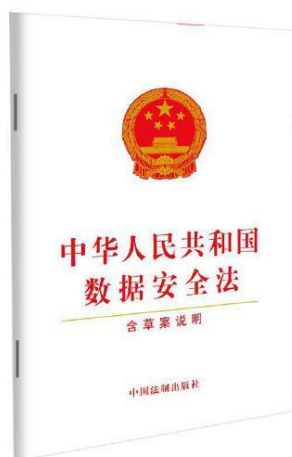 中华人民共和国
数据安全法
含草案说明
中国法制出版社